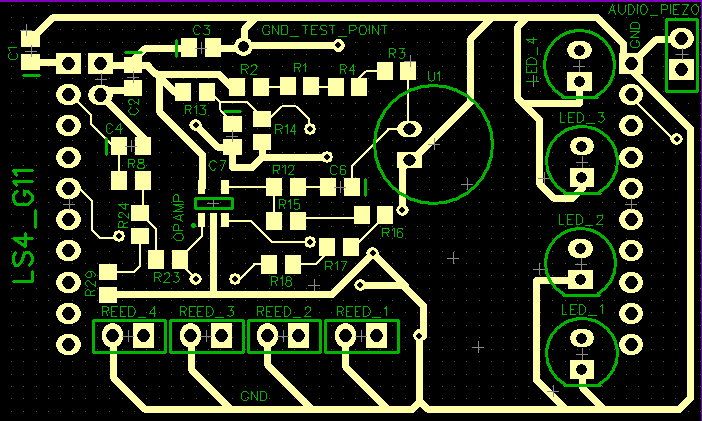 AUDIO_PIEZO
C3
GND_TEST_POINT
GND
C1
LED_4
R3
U1
R2
R1
R4
C2
R13
LED_3
C4
R14
R8
C7
R12
C6
LS4_G11
R24
OPAMP
R15
R16
LED_2
R23
R17
R29
R18
REED_4
REED_3
REED_2
REED_1
LED_1
GND